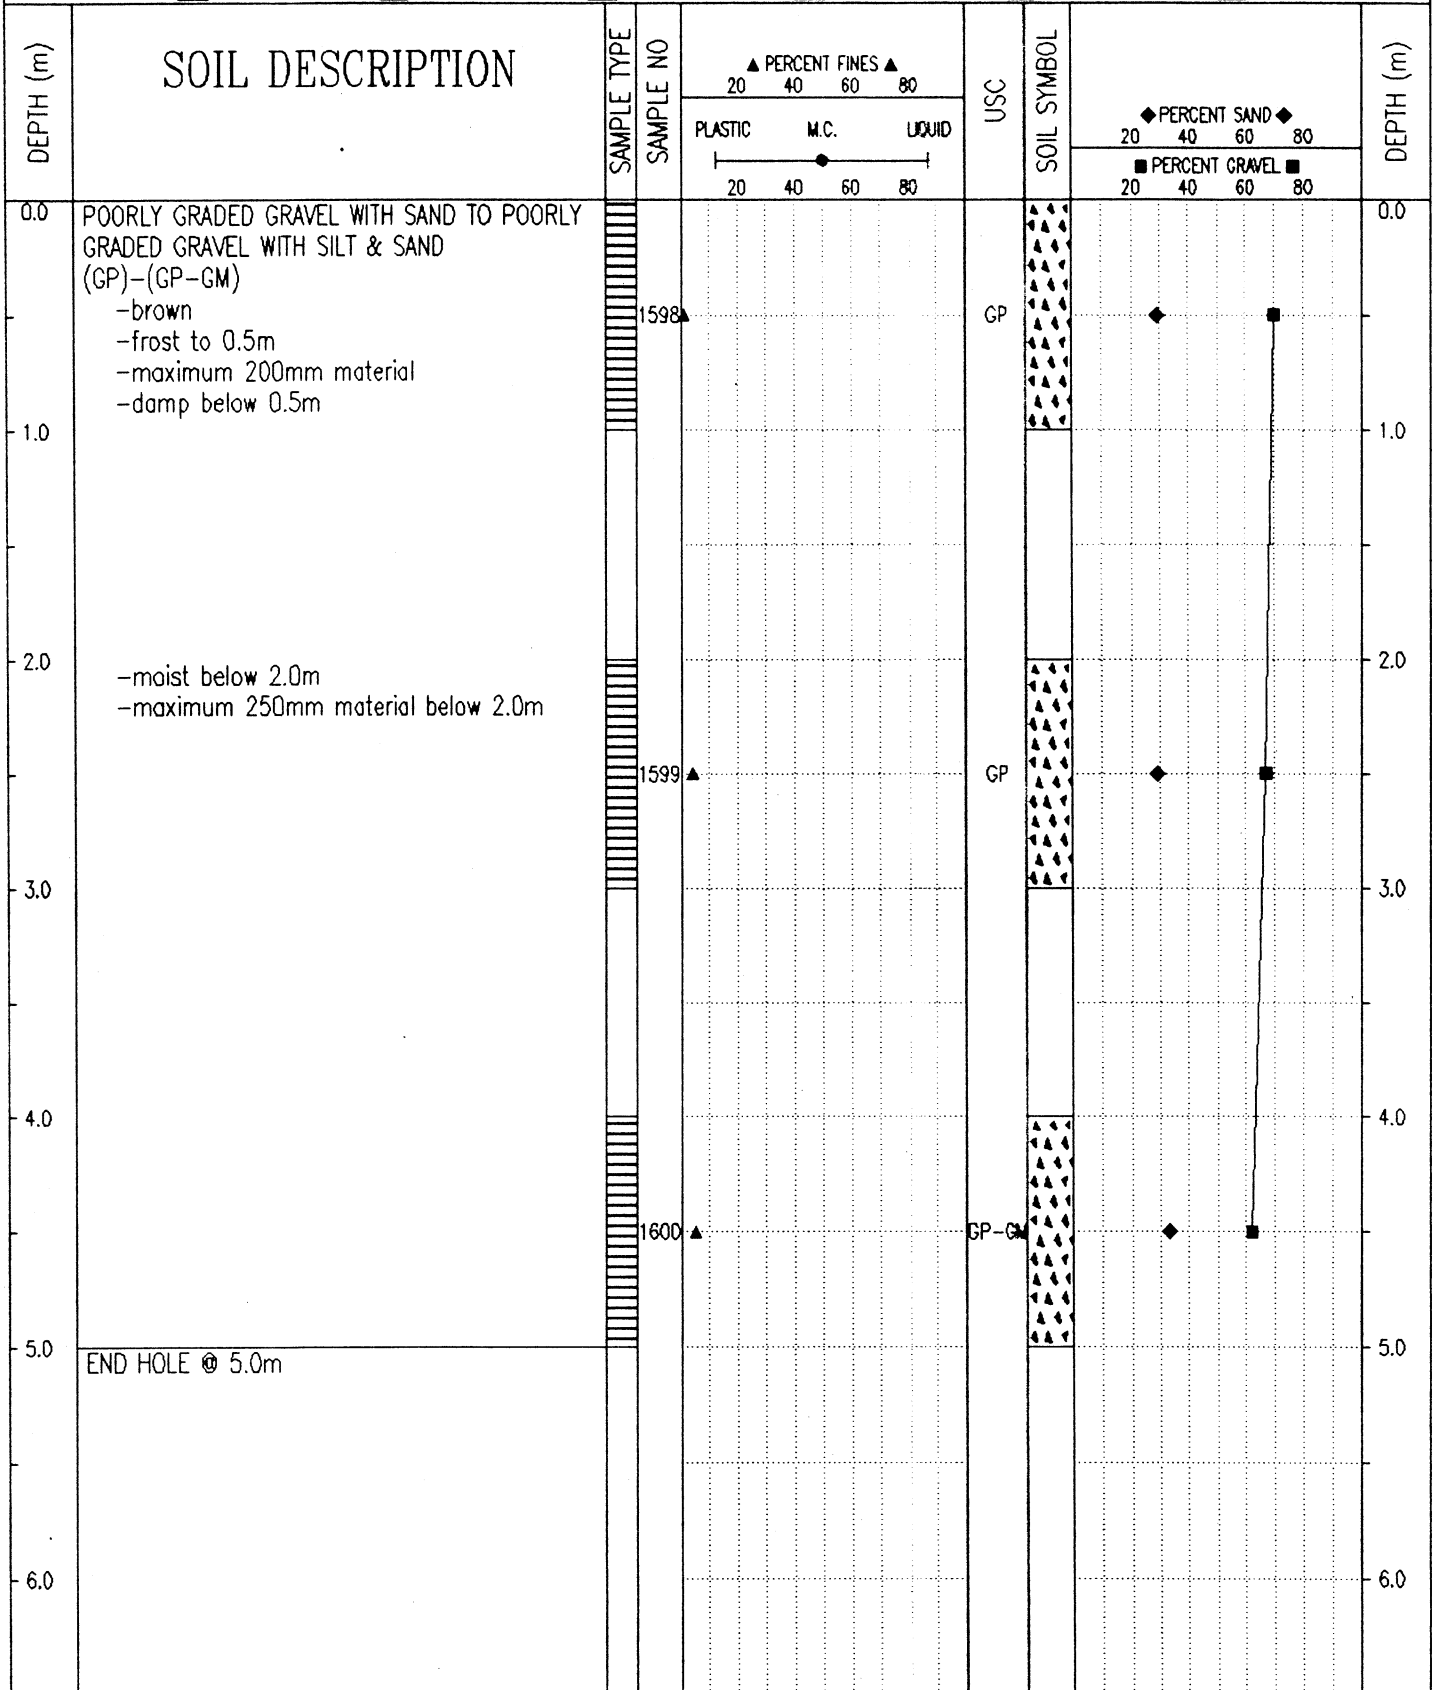 DEPTH (m)
SOIL DESCRIPTION
SAMPLE TYPE
SAMPLE NO
▲ PERCENT FINES ▲
20 40 60 80
PLASTIC M.C. LIQUID
20 40 60 80
USC
SOIL SYMBOL
◆ PERCENT SAND ◆
20 40 60 80
■ PERCENT GRAVEL ■
20 40 60 80
DEPTH (m)
0.0 POORLY GRADED GRAVEL WITH SAND TO POORLY 0.0
GRADED GRAVEL WITH SILT & SAND
(GP)-(GP-GM)
-brown
1598 GP
-frost to 0.5m
-maximum 200mm material
-damp below 0.5m
1.0 1.0
2.0 2.0
-moist below 2.0m
-maximum 250mm material below 2.0m
1599 GP
3.0 3.0
4.0 4.0
1600 GP-GM
5.0 5.0
END HOLE @ 5.0m
6.0 6.0